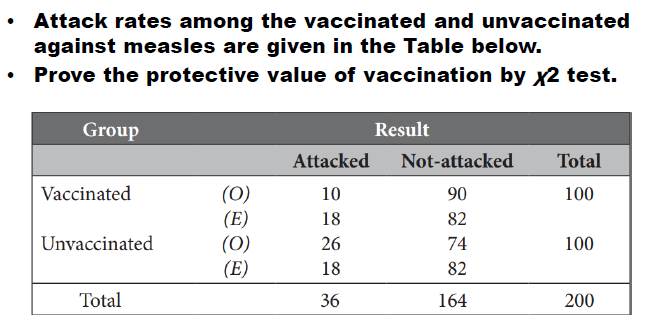 • Attack rates among the vaccinated and unvaccinated
against measles are given in the Table below.
• Prove the protective value of vaccination by χ2 test.
Group Result
Attacked Not-attacked Total
Vaccinated (O) 10 90 100
(E) 18 82
Unvaccinated (O) 26 74 100
(E) 18 82
Total 36 164 200